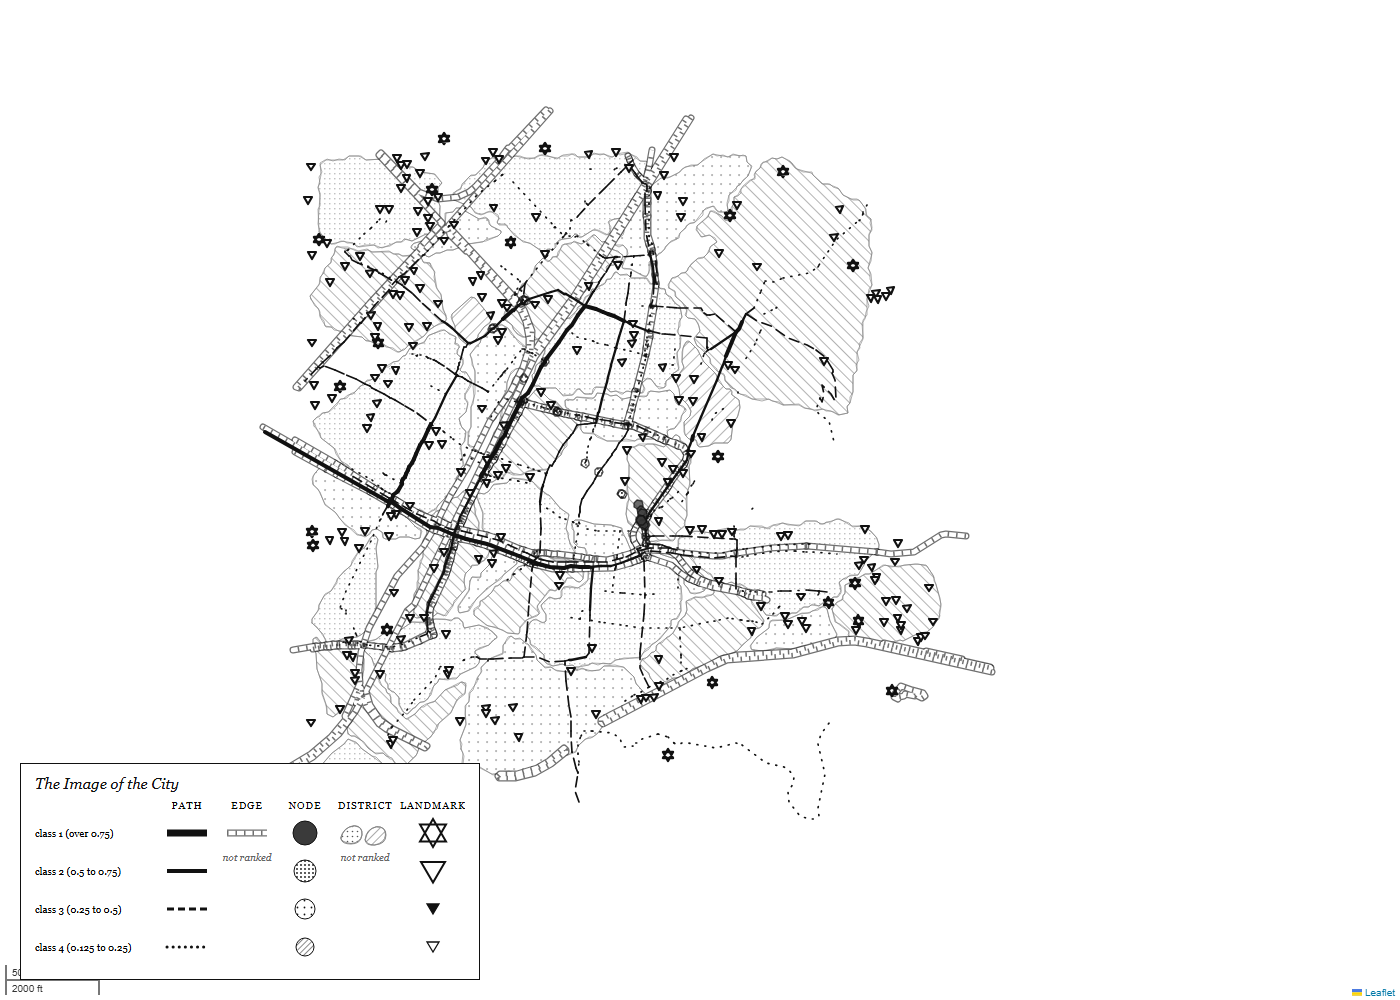 The Image of the City
PATH EDGE NODE DISTRICT LANDMARK
class 1 (over 0.75)
not ranked not ranked
class 2 (0.5 to 0.75)
class 3 (0.25 to 0.5)
class 4 (0.125 to 0.25)
2000 ft
Leaflet